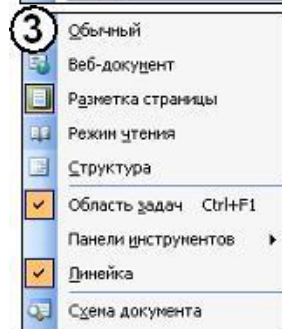 3
Обычный
Веб-документ
Разметка страницы
Режим чтения
Структура
Область задач Ctrl+F1
Панели инструментов
Линейка
Схема документа